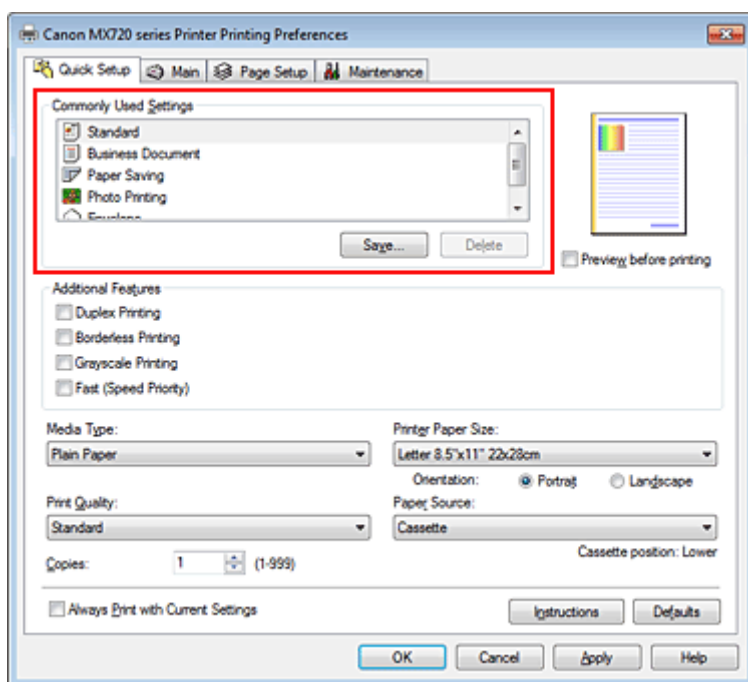 Canon MX720 series Printer Printing Preferences
Quick Setup Main Page Setup Maintenance
Commonly Used Settings
Standard
Business Document
Paper Saving
Photo Printing
Envelope
Save... Delete
Preview before printing
Additional Features
Duplex Printing
Borderless Printing
Grayscale Printing
Fast (Speed Priority)
Media Type: Printer Paper Size:
Plain Paper Letter 8.5"x11" 22x28cm
Orientation: Portrait Landscape
Print Quality: Paper Source:
Standard Cassette
Cassette position: Lower
Copies: 1 (1-999)
Always Print with Current Settings Instructions Defaults
OK Cancel Apply Help